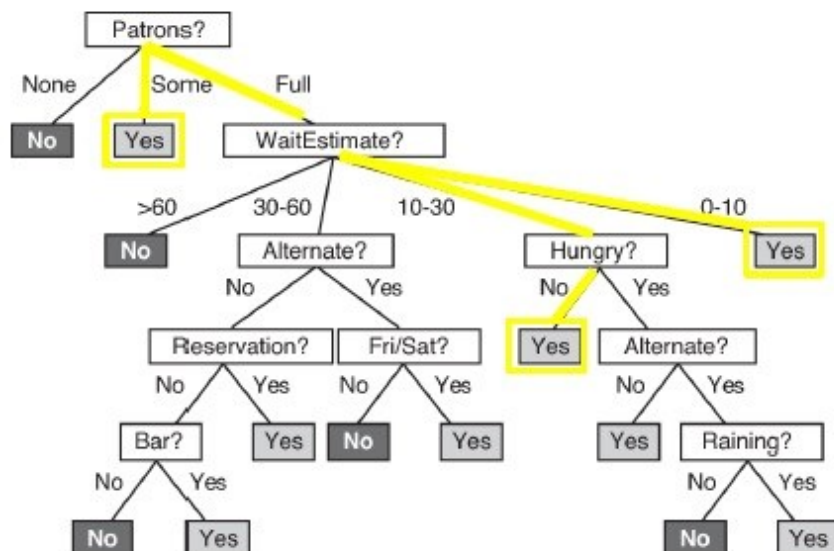 Patrons?
None Some Full
No Yes WaitEstimate?
>60 30-60 10-30 0-10
No Alternate? Hungry? Yes
No Yes No Yes
Reservation? Fri/Sat? Yes Alternate?
No Yes No Yes No Yes
Bar? Yes No Yes Yes Raining?
No Yes No Yes
No Yes No Yes